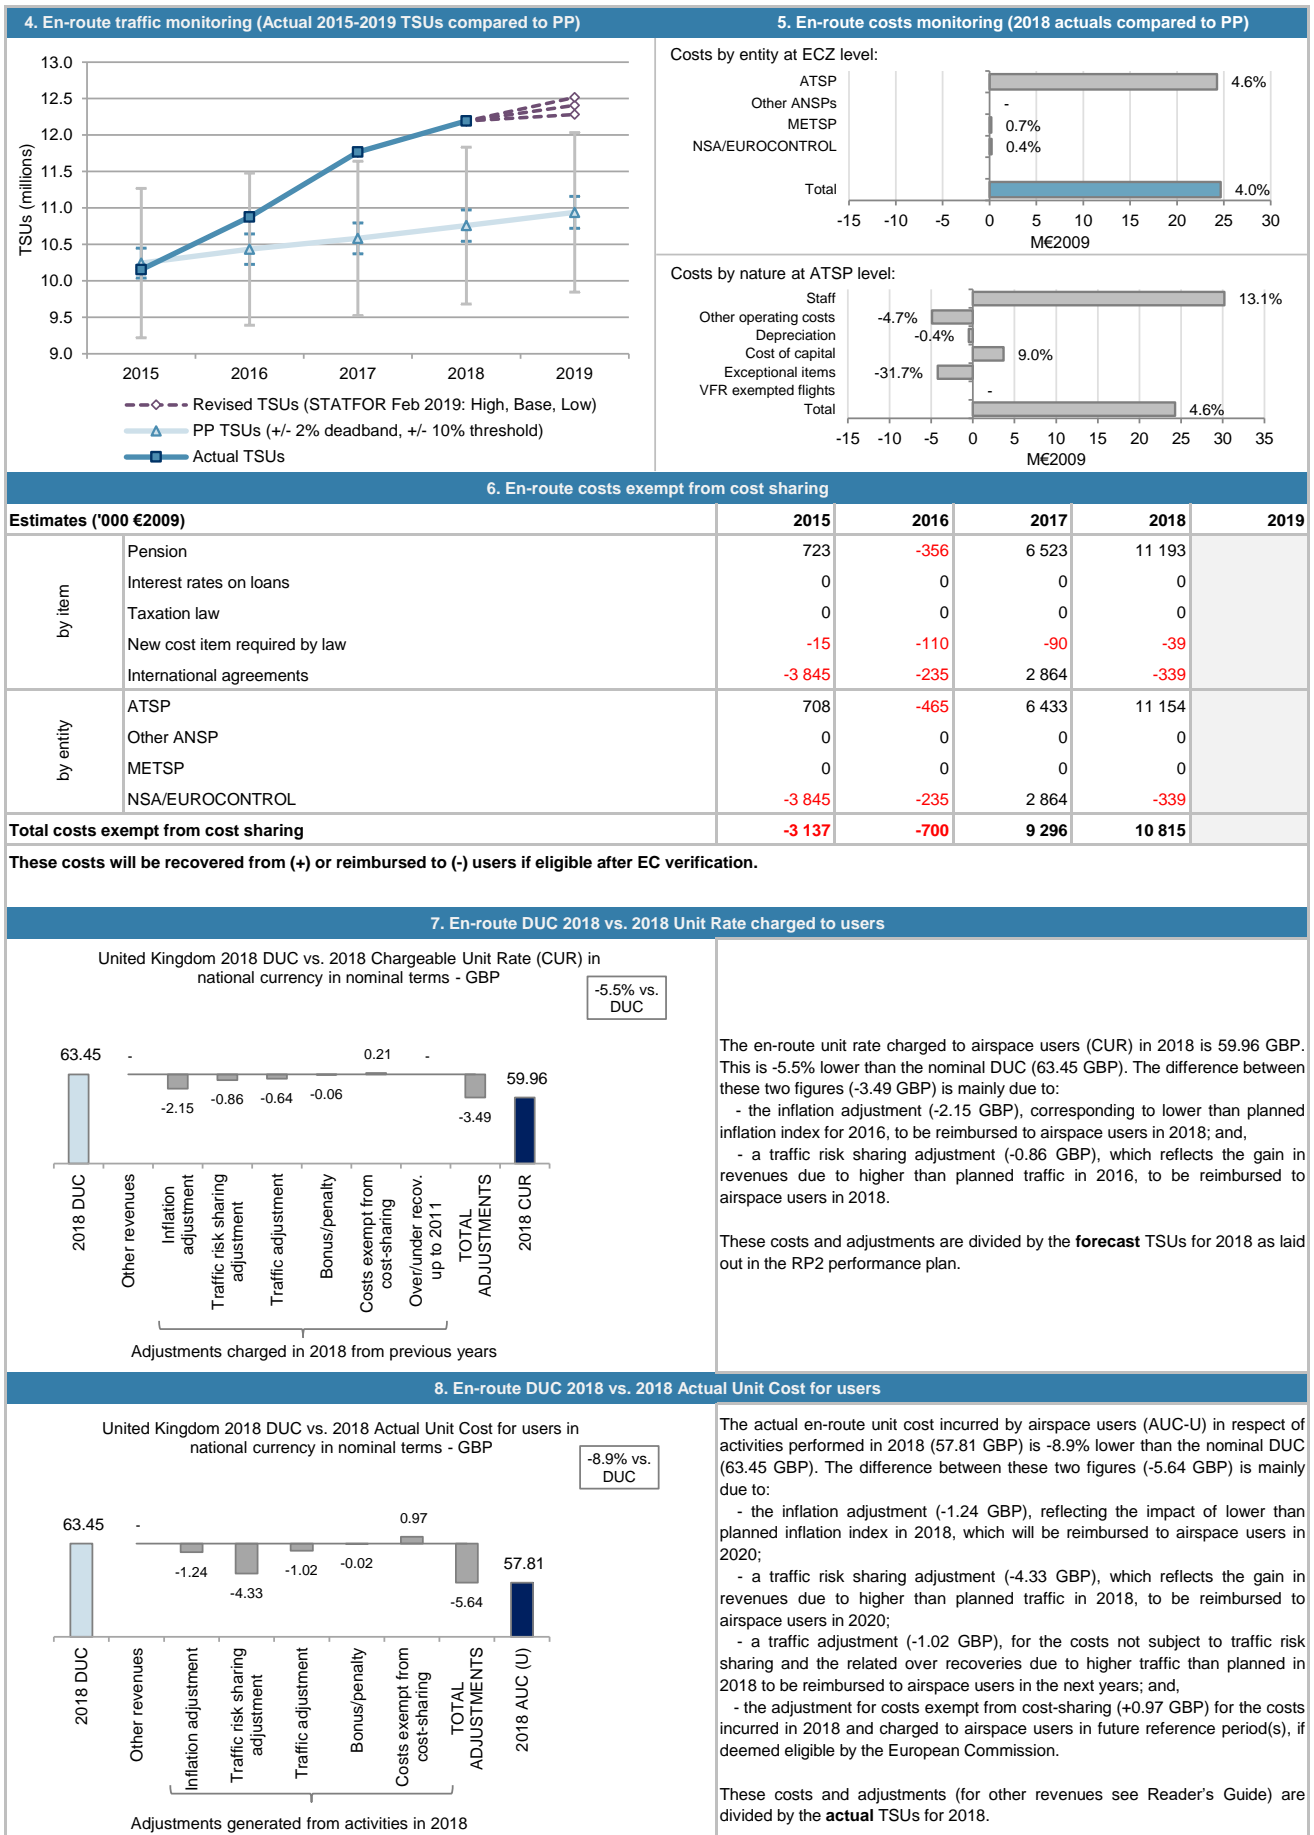 4. En-route traffic monitoring (Actual 2015-2019 TSUs compared to PP)
13.0
12.5
12.0
11.5
11.0
10.5
10.0
9.5
9.0
TSUs (millions)
2015 2016 2017 2018 2019
Revised TSUs (STATFOR Feb 2019: High, Base, Low)
PP TSUs (+/- 2% deadband, +/- 10% threshold)
Actual TSUs
5. En-route costs monitoring (2018 actuals compared to PP)
Costs by entity at ECZ level:
ATSP 4.6%
Other ANSPs -
METSP 0.7%
NSA/EUROCONTROL 0.4%
Total 4.0%
-15 -10 -5 0 5 10 15 20 25 30
M€2009
Costs by nature at ATSP level:
Staff 13.1%
Other operating costs -4.7%
Depreciation -0.4%
Cost of capital 9.0%
Exceptional items -31.7%
VFR exempted flights -
Total 4.6%
-15 -10 -5 0 5 10 15 20 25 30 35
M€2009
6. En-route costs exempt from cost sharing
Estimates ('000 €2009) 2015 2016 2017 2018 2019
by item
Pension 723 -356 6 523 11 193
Interest rates on loans 0 0 0 0
Taxation law 0 0 0 0
New cost item required by law -15 -110 -90 -39
International agreements -3 845 -235 2 864 -339
by entity
ATSP 708 -465 6 433 11 154
Other ANSP 0 0 0 0
METSP 0 0 0 0
NSA/EUROCONTROL -3 845 -235 2 864 -339
Total costs exempt from cost sharing -3 137 -700 9 296 10 815
These costs will be recovered from (+) or reimbursed to (-) users if eligible after EC verification.
7. En-route DUC 2018 vs. 2018 Unit Rate charged to users
United Kingdom 2018 DUC vs. 2018 Chargeable Unit Rate (CUR) in
national currency in nominal terms - GBP
-5.5% vs.
DUC
63.45 - -2.15 -0.86 -0.64 -0.06 0.21 - -3.49 59.96
2018 DUC
Other revenues
Inflation
adjustment
Traffic risk sharing
adjustment
Traffic adjustment
Bonus/penalty
Costs exempt from
cost-sharing
Over/under recov.
up to 2011
TOTAL
ADJUSTMENTS
2018 CUR
Adjustments charged in 2018 from previous years
The en-route unit rate charged to airspace users (CUR) in 2018 is 59.96 GBP.
This is -5.5% lower than the nominal DUC (63.45 GBP). The difference between
these two figures (-3.49 GBP) is mainly due to:
- the inflation adjustment (-2.15 GBP), corresponding to lower than planned
inflation index for 2016, to be reimbursed to airspace users in 2018; and,
- a traffic risk sharing adjustment (-0.86 GBP), which reflects the gain in
revenues due to higher than planned traffic in 2016, to be reimbursed to
airspace users in 2018.
These costs and adjustments are divided by the forecast TSUs for 2018 as laid
out in the RP2 performance plan.
8. En-route DUC 2018 vs. 2018 Actual Unit Cost for users
United Kingdom 2018 DUC vs. 2018 Actual Unit Cost for users in
national currency in nominal terms - GBP
-8.9% vs.
DUC
63.45 - -1.24 -4.33 -1.02 -0.02 0.97 -5.64 57.81
2018 DUC
Other revenues
Inflation adjustment
Traffic risk sharing
adjustment
Traffic adjustment
Bonus/penalty
Costs exempt from
cost-sharing
TOTAL
ADJUSTMENTS
2018 AUC (U)
Adjustments generated from activities in 2018
The actual en-route unit cost incurred by airspace users (AUC-U) in respect of
activities performed in 2018 (57.81 GBP) is -8.9% lower than the nominal DUC
(63.45 GBP). The difference between these two figures (-5.64 GBP) is mainly
due to:
- the inflation adjustment (-1.24 GBP), reflecting the impact of lower than
planned inflation index in 2018, which will be reimbursed to airspace users in
2020;
- a traffic risk sharing adjustment (-4.33 GBP), which reflects the gain in
revenues due to higher than planned traffic in 2018, to be reimbursed to
airspace users in 2020;
- a traffic adjustment (-1.02 GBP), for the costs not subject to traffic risk
sharing and the related over recoveries due to higher traffic than planned in
2018 to be reimbursed to airspace users in the next years; and,
- the adjustment for costs exempt from cost-sharing (+0.97 GBP) for the costs
incurred in 2018 and charged to airspace users in future reference period(s), if
deemed eligible by the European Commission.
These costs and adjustments (for other revenues see Reader's Guide) are
divided by the actual TSUs for 2018.